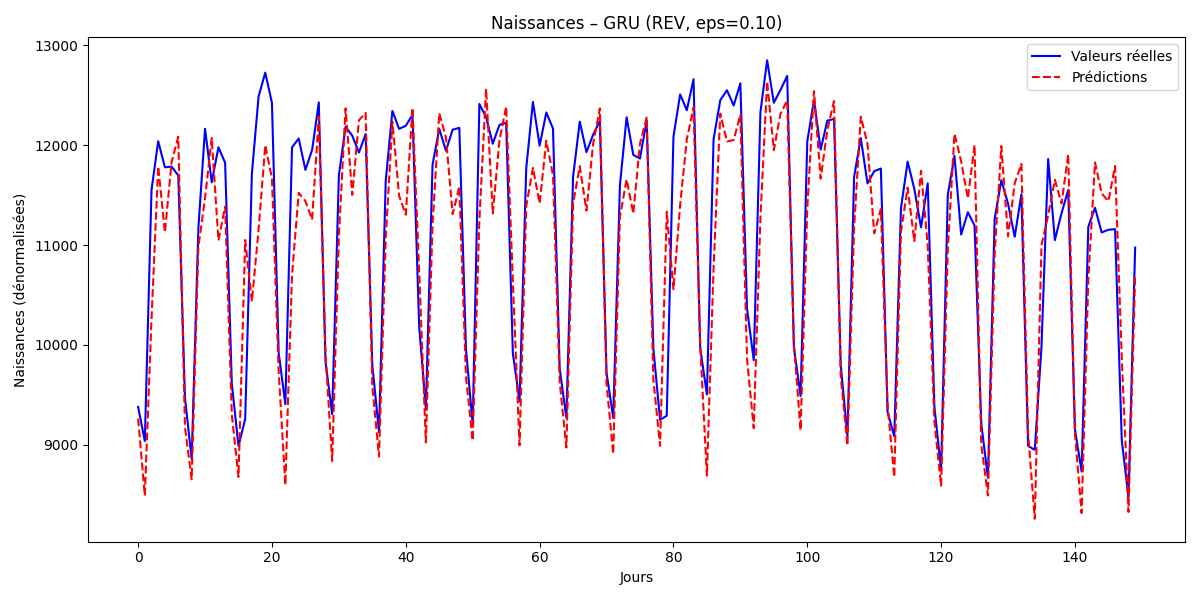 Naissances – GRU (REV, eps=0.10)
Valeurs réelles
Prédictions
13000
12000
11000
10000
9000
Naissances (dénormalisées)
0 20 40 60 80 100 120 140
Jours